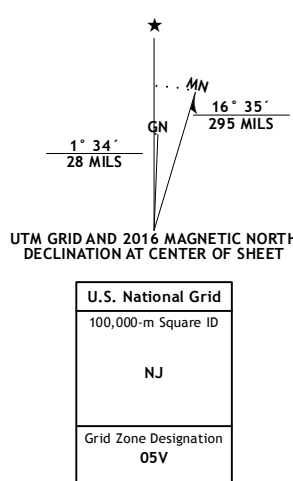 MN
GN
16° 35´
295 MILS
1° 34´
28 MILS
UTM GRID AND 2016 MAGNETIC NORTH
DECLINATION AT CENTER OF SHEET
U.S. National Grid
100,000-m Square ID
NJ
Grid Zone Designation
05V